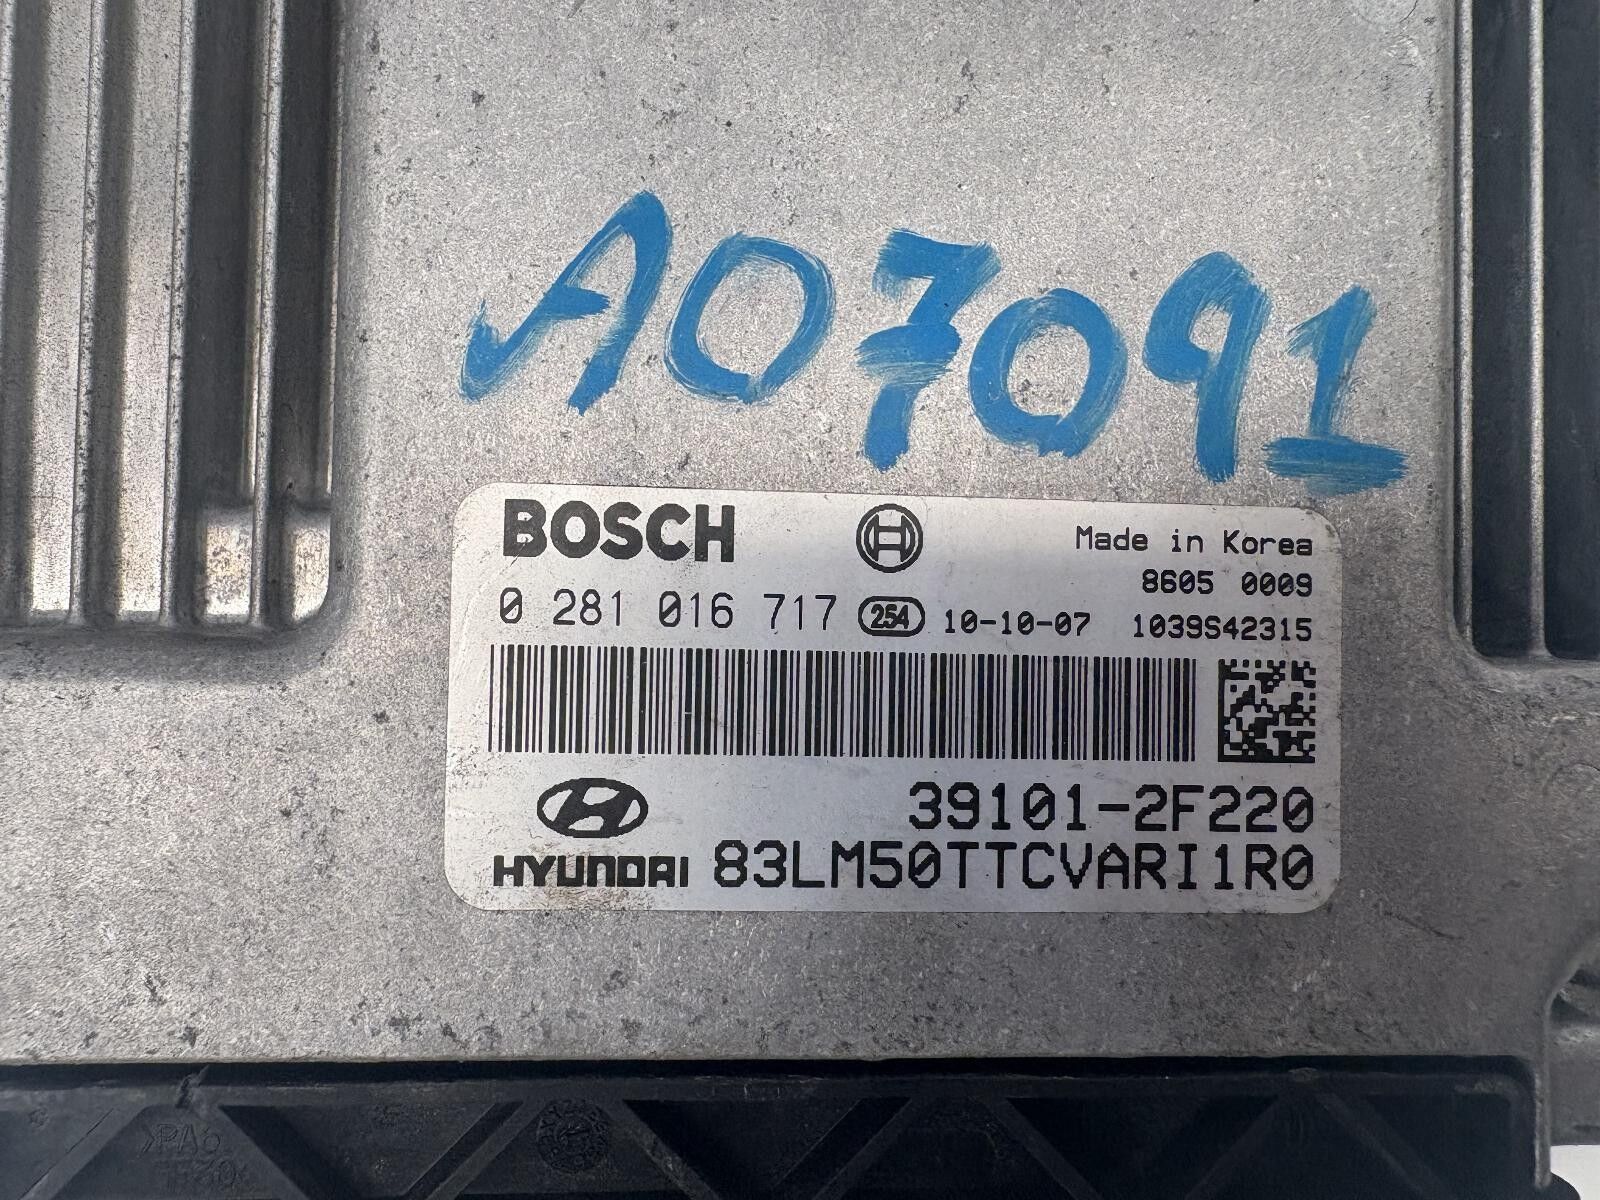 A07091
BOSCH
Made in Korea
8605 0009
0 281 016 717 254 10-10-07 1039S42315
39101-2F220
HYUNDAI 83LM50TTCVARI1R0